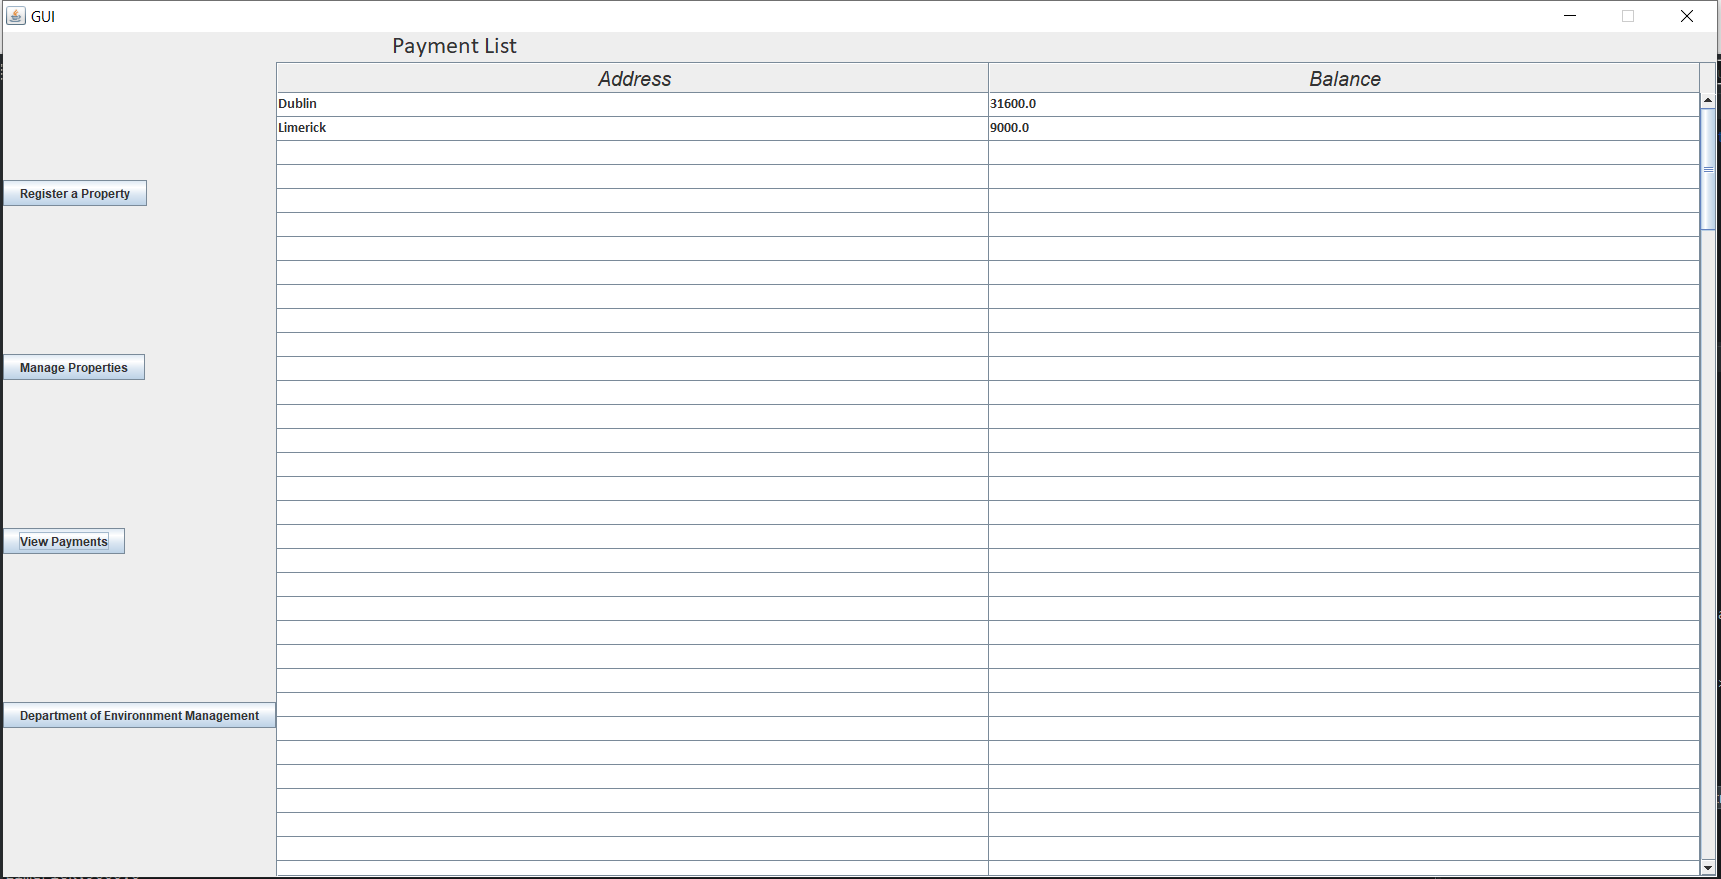 GUI
Payment List
Address Balance
Dublin 31600.0
Limerick 9000.0
Register a Property
Manage Properties
View Payments
Department of Environnment Management